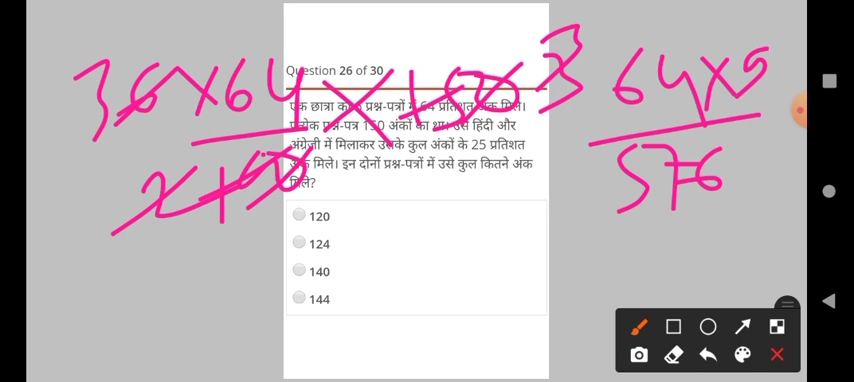 Question 26 of 30
एक छात्रा को 6 प्रश्न-पत्रों में 64 प्रतिशत अंक मिले।
प्रत्येक प्रश्न-पत्र 150 अंकों का था। उसे हिंदी और
अंग्रेजी में मिलाकर उसके कुल अंकों के 25 प्रतिशत
अंक मिले। इन दोनों प्रश्न-पत्रों में उसे कुल कितने अंक
मिले?
120
124
140
144
64
576